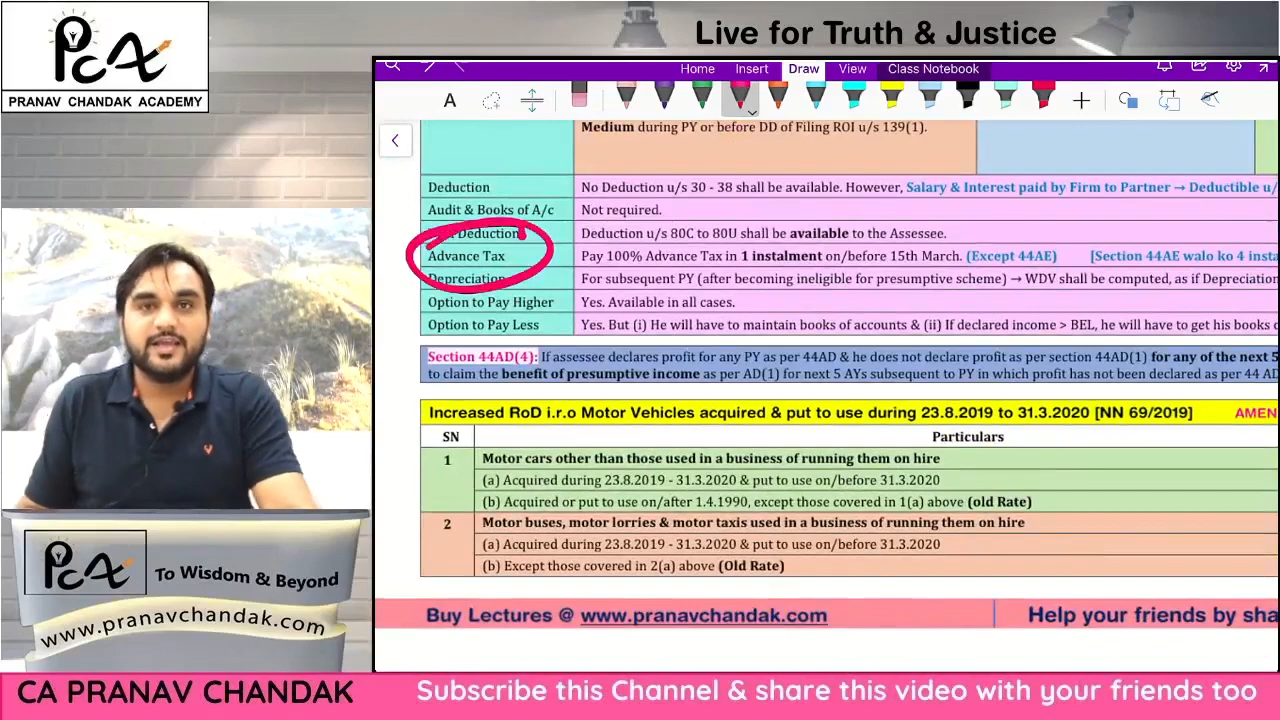 Live for Truth & Justice
PCA
PRANAV CHANDAK ACADEMY
Home Insert Draw View Class Notebook
A
Medium during PY or before DD of Filing ROI u/s 139(1).
Deduction No Deduction u/s 30 - 38 shall be available. However, Salary & Interest paid by Firm to Partner → Deductible u/
Audit & Books of A/c Not required.
Deduction Deduction u/s 80C to 80U shall be available to the Assessee.
Advance Tax Pay 100% Advance Tax in 1 instalment on/before 15th March. (Except 44AE) [Section 44AE walo ko 4 insta
Depreciation For subsequent PY (after becoming ineligible for presumptive scheme) → WDV shall be computed, as if Depreciation
Option to Pay Higher Yes. Available in all cases.
Option to Pay Less Yes. But (i) He will have to maintain books of accounts & (ii) If declared income > BEL, he will have to get his books
Section 44AD(4): If assessee declares profit for any PY as per 44AD & he does not declare profit as per section 44AD(1) for any of the next 5
to claim the benefit of presumptive income as per AD(1) for next 5 AYs subsequent to PY in which profit has not been declared as per 44 AD
Increased RoD i.r.o Motor Vehicles acquired & put to use during 23.8.2019 to 31.3.2020 [NN 69/2019] AMEN
SN Particulars
1 Motor cars other than those used in a business of running them on hire
(a) Acquired during 23.8.2019 - 31.3.2020 & put to use on/before 31.3.2020
(b) Acquired or put to use on/after 1.4.1990, except those covered in 1(a) above (old Rate)
2 Motor buses, motor lorries & motor taxis used in a business of running them on hire
(a) Acquired during 23.8.2019 - 31.3.2020 & put to use on/before 31.3.2020
(b) Except those covered in 2(a) above (Old Rate)
PCA To Wisdom & Beyond
www.pranavchandak.com
Buy Lectures @ www.pranavchandak.com Help your friends by sha
CA PRANAV CHANDAK Subscribe this Channel & share this video with your friends too